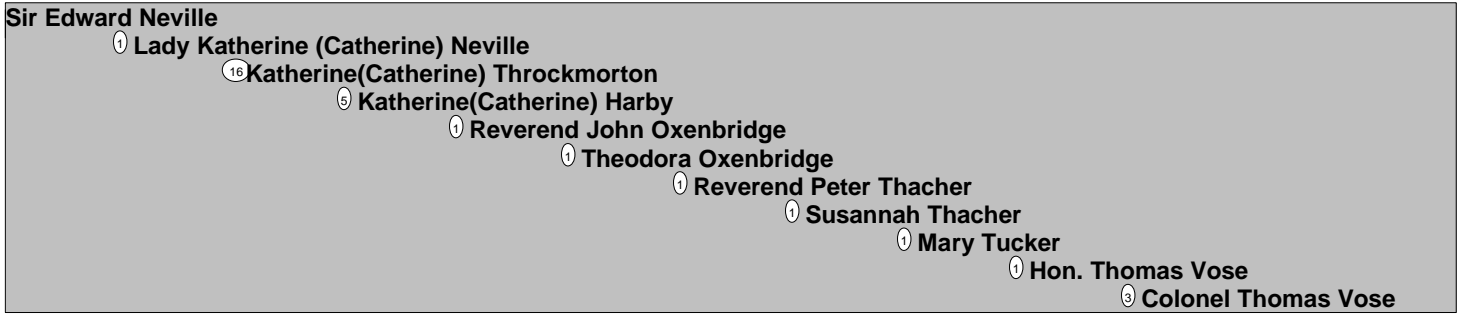 Sir Edward Neville
1 Lady Katherine (Catherine) Neville
16 Katherine(Catherine) Throckmorton
5 Katherine(Catherine) Harby
1 Reverend John Oxenbridge
1 Theodora Oxenbridge
1 Reverend Peter Thacher
1 Susannah Thacher
1 Mary Tucker
1 Hon. Thomas Vose
3 Colonel Thomas Vose